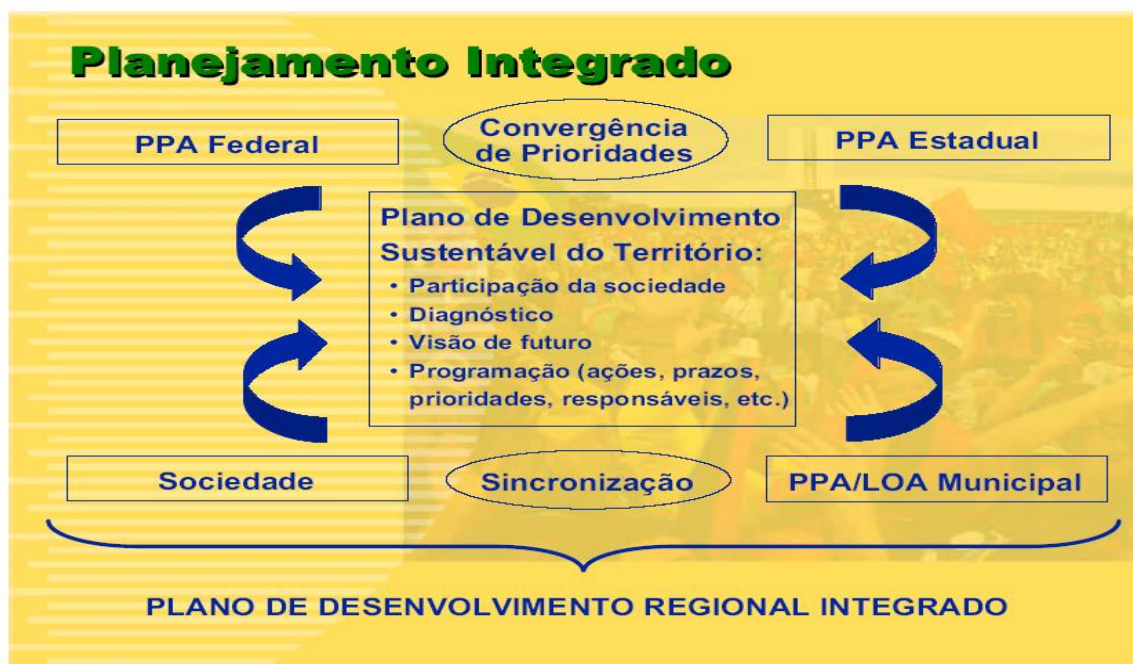 Planejamento Integrado
PPA Federal
Convergência
de Prioridades
PPA Estadual
Plano de Desenvolvimento
Sustentável do Território:
• Participação da sociedade
• Diagnóstico
• Visão de futuro
• Programação (ações, prazos,
prioridades, responsáveis, etc.)
Sociedade
Sincronização
PPA/LOA Municipal
PLANO DE DESENVOLVIMENTO REGIONAL INTEGRADO